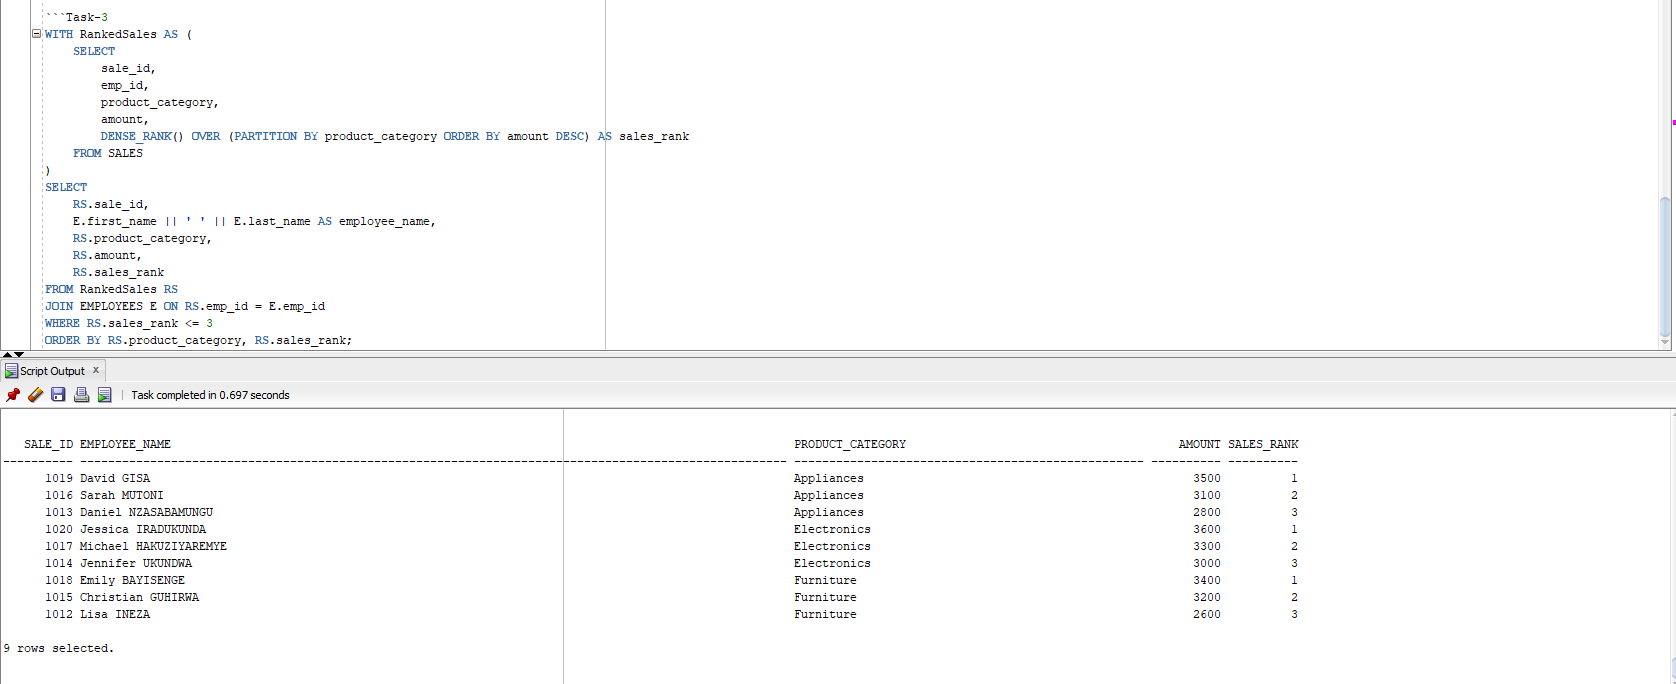 ```Task-3
WITH RankedSales AS (
SELECT
sale_id,
emp_id,
product_category,
amount,
DENSE_RANK() OVER (PARTITION BY product_category ORDER BY amount DESC) AS sales_rank
FROM SALES
)
SELECT
RS.sale_id,
E.first_name || ' ' || E.last_name AS employee_name,
RS.product_category,
RS.amount,
RS.sales_rank
FROM RankedSales RS
JOIN EMPLOYEES E ON RS.emp_id = E.emp_id
WHERE RS.sales_rank <= 3
ORDER BY RS.product_category, RS.sales_rank;
Script Output x
Task completed in 0.697 seconds
SALE_ID EMPLOYEE_NAME PRODUCT_CATEGORY AMOUNT SALES_RANK
1019 David GISA Appliances 3500 1
1016 Sarah MUTONI Appliances 3100 2
1013 Daniel NZASABAMUNGU Appliances 2800 3
1020 Jessica IRADUKUNDA Electronics 3600 1
1017 Michael HAKUZIYAREMYE Electronics 3300 2
1014 Jennifer UKUNDWA Electronics 3000 3
1018 Emily BAYISENGE Furniture 3400 1
1015 Christian GUHIRWA Furniture 3200 2
1012 Lisa INEZA Furniture 2600 3
9 rows selected.